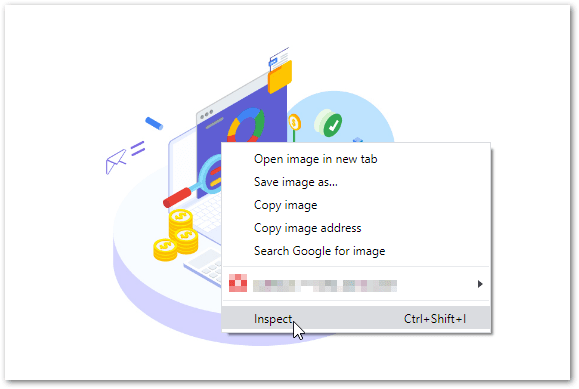 Open image in new tab
Save image as...
Copy image
Copy image address
Search Google for image
Inspect Ctrl+Shift+I